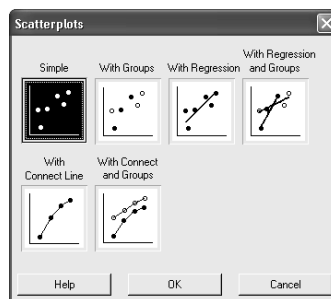 Scatterplots
Simple
With Groups
With Regression
With Regression
and Groups
With
Connect Line
With Connect
and Groups
Help
OK
Cancel